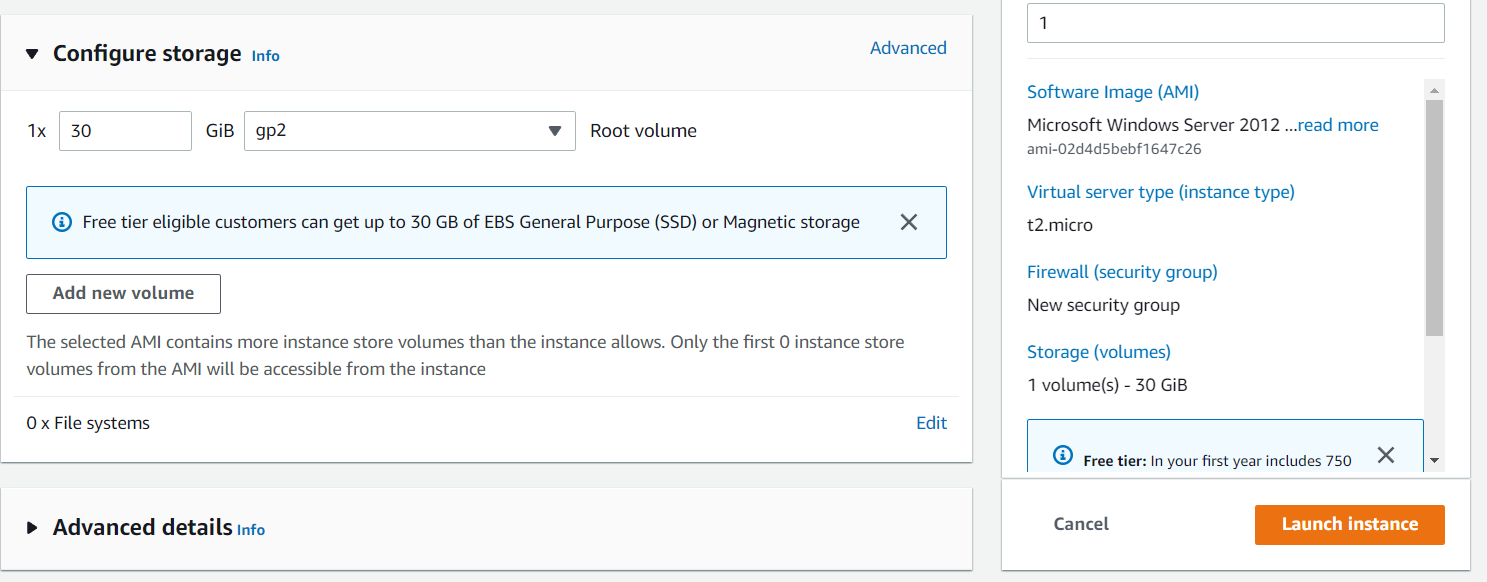 Configure storage Info
Advanced
1x 30 GiB gp2 Root volume
Free tier eligible customers can get up to 30 GB of EBS General Purpose (SSD) or Magnetic storage
Add new volume
The selected AMI contains more instance store volumes than the instance allows. Only the first 0 instance store
volumes from the AMI will be accessible from the instance
0 x File systems
Edit
Advanced details Info
1
Software Image (AMI)
Microsoft Windows Server 2012 ...read more
ami-02d4d5bebf1647c26
Virtual server type (instance type)
t2.micro
Firewall (security group)
New security group
Storage (volumes)
1 volume(s) - 30 GiB
Free tier: In your first year includes 750
Cancel
Launch instance